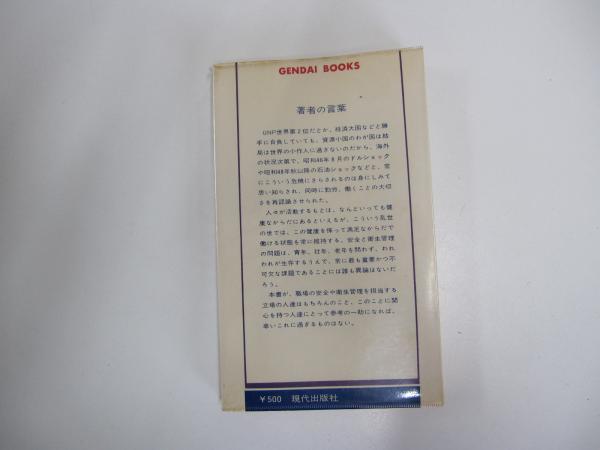 GENDAI BOOKS
著者の言葉
GNP世界第2位だとか、経済大国などと勝
手に自負していても、資源小国のわが国は結
局は世界の小作人に過ぎないのだから、海外
の状況次第で、昭和46年8月のドルショック
や昭和48年秋以降の石油ショックなどと、常
にこういう危機にさらされるのは身にしみて
思い知らされ、同時に勤労、働くことの大切
さを再認識させられた。
人々が活動するもとは、なんといっても健
康なからだにあるといえるが、こういう乱世
の世では、この健康を保って満足なからだで
働ける状態を常に維持する、安全と衛生管理
の問題は、青年、壮年、老年を問わず、われ
われが生存するうえで、常に最も重要かつ不
可欠な課題であることには誰も異論はないだ
ろう。
本書が、職場の安全や衛生管理を担当する
立場の人達はもちろんのこと、このことに関
心を持つ人達にとって参考の一助になれば、
幸いこれに過ぎるものはない。
￥500 現代出版社